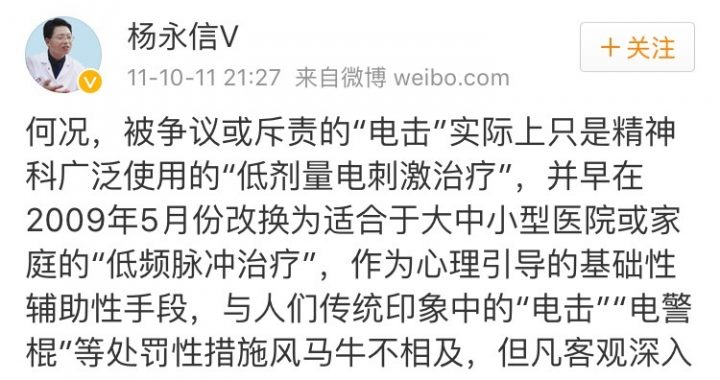 杨永信V
11-10-11 21:27 来自微博 weibo.com
+关注
何况，被争议或斥责的“电击”实际上只是精神
科广泛使用的“低剂量电刺激治疗”，并早在
2009年5月份改换为适合于大中小型医院或家
庭的“低频脉冲治疗”，作为心理引导的基础性
辅助性手段，与人们传统印象中的“电击”“电警
棍”等处罚性措施风马牛不相及，但凡客观深入